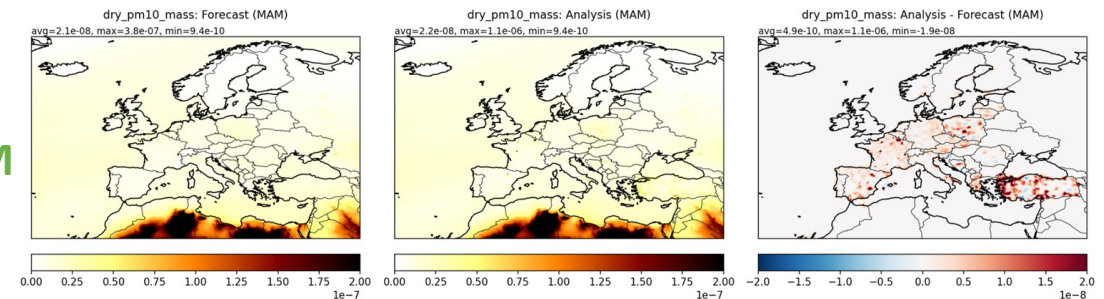 dry_pm10_mass: Forecast (MAM)
avg=2.1e-08, max=3.8e-07, min=9.4e-10
0.00 0.25 0.50 0.75 1.00 1.25 1.50 1.75 2.00
1e−7
dry_pm10_mass: Analysis (MAM)
avg=2.2e-08, max=1.1e-06, min=9.4e-10
0.00 0.25 0.50 0.75 1.00 1.25 1.50 1.75 2.00
1e−7
dry_pm10_mass: Analysis - Forecast (MAM)
avg=4.9e-10, max=1.1e-06, min=-1.9e-08
−2.0 −1.5 −1.0 −0.5 0.0 0.5 1.0 1.5 2.0
1e−8
M